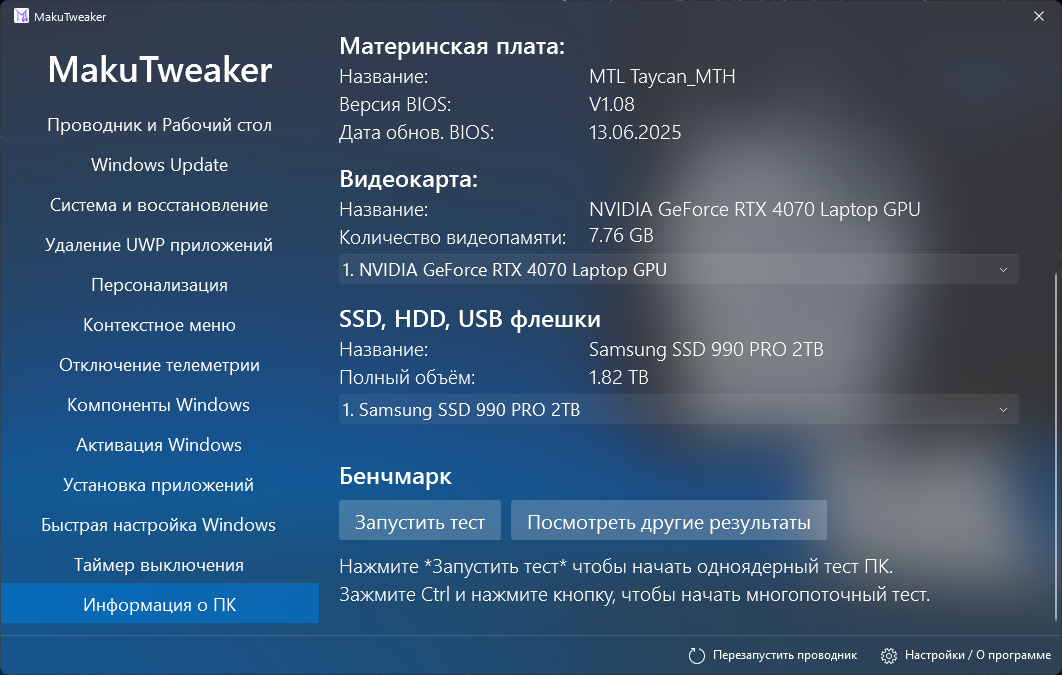 MakuTweaker
MakuTweaker
Проводник и Рабочий стол
Windows Update
Система и восстановление
Удаление UWP приложений
Персонализация
Контекстное меню
Отключение телеметрии
Компоненты Windows
Активация Windows
Установка приложений
Быстрая настройка Windows
Таймер выключения
Информация о ПК
Материнская плата:
Название: MTL Taycan_MTH
Версия BIOS: V1.08
Дата обнов. BIOS: 13.06.2025
Видеокарта:
Название: NVIDIA GeForce RTX 4070 Laptop GPU
Количество видеопамяти: 7.76 GB
1. NVIDIA GeForce RTX 4070 Laptop GPU
SSD, HDD, USB флешки
Название: Samsung SSD 990 PRO 2TB
Полный объём: 1.82 TB
1. Samsung SSD 990 PRO 2TB
Бенчмарк
Запустить тест Посмотреть другие результаты
Нажмите *Запустить тест* чтобы начать одноядерный тест ПК.
Зажмите Ctrl и нажмите кнопку, чтобы начать многопоточный тест.
Перезапустить проводник Настройки / О программе